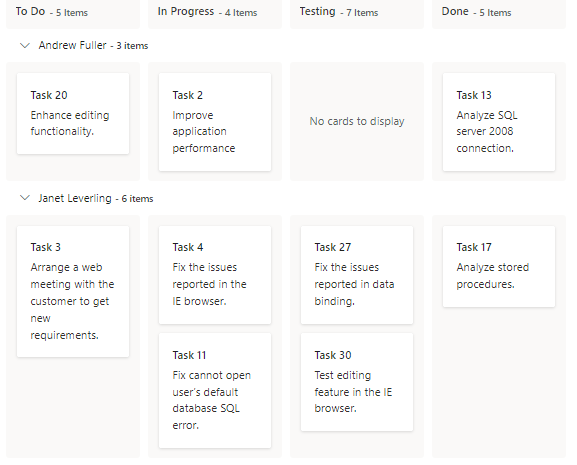 To Do - 5 Items
In Progress - 4 Items
Testing - 7 Items
Done - 5 Items
Andrew Fuller - 3 items
Task 20
Enhance editing
functionality.
Task 2
Improve
application
performance
No cards to display
Task 13
Analyze SQL
server 2008
connection.
Janet Leverling - 6 items
Task 3
Arrange a web
meeting with the
customer to get
new
requirements.
Task 4
Fix the issues
reported in the
IE browser.
Task 11
Fix cannot open
user's default
database SQL
error.
Task 27
Fix the issues
reported in data
binding.
Task 30
Test editing
feature in the IE
browser.
Task 17
Analyze stored
procedures.